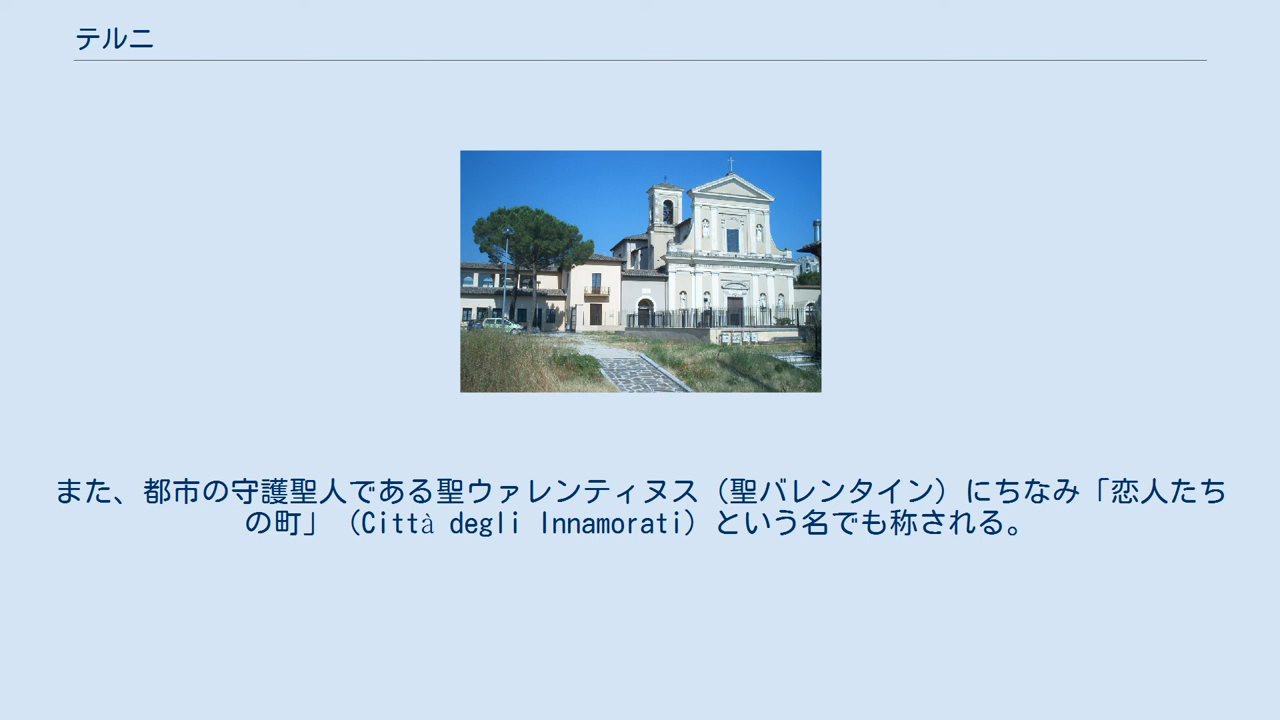 テルニ
また、都市の守護聖人である聖ウァレンティヌス（聖バレンタイン）にちなみ「恋人たち
の町」（Città degli Innamorati）という名でも称される。